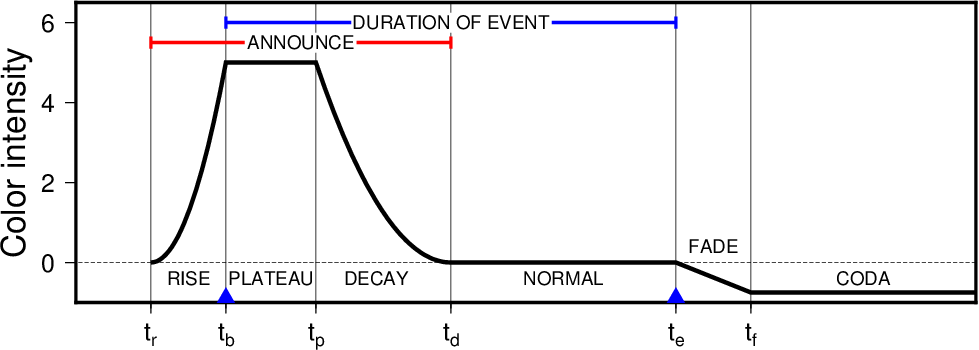 DURATION OF EVENT
ANNOUNCE
Color intensity
6
4
2
0
FADE
RISE PLATEAU DECAY NORMAL CODA
tr tb tp td te tf